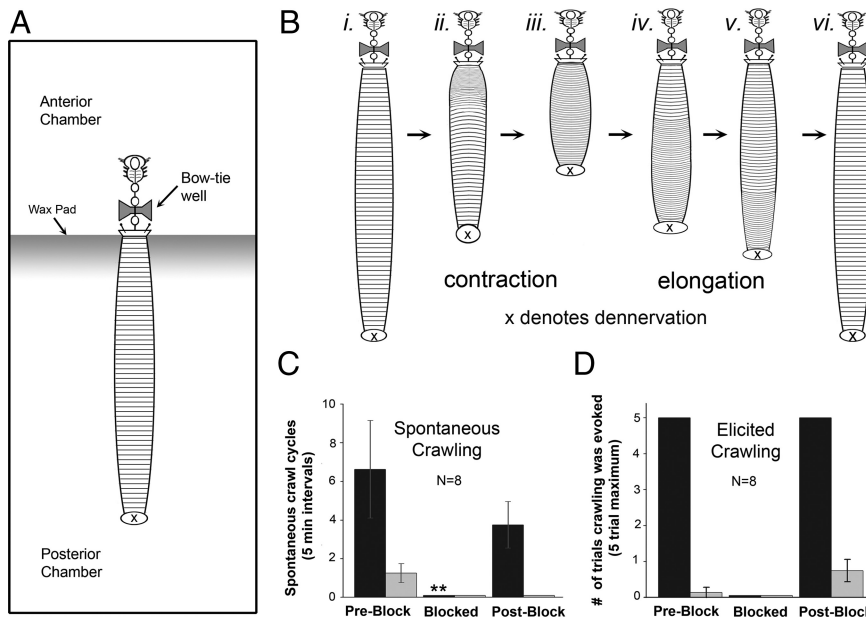 A
Anterior
Chamber
Bow-tie
well
Wax Pad
X
Posterior
Chamber
B
i. ii. iii. iv. v. vi.
X X X X X X
contraction elongation
x denotes dennervation
C
Spontaneous crawl cycles
(5 min intervals)
10
8
6
4
2
0
Spontaneous
Crawling
N=8
**
Pre-Block Blocked Post-Block
D
# of trials crawling was evoked
(5 trial maximum)
5
4
3
2
1
0
Elicited
Crawling
N=8
Pre-Block Blocked Post-Block